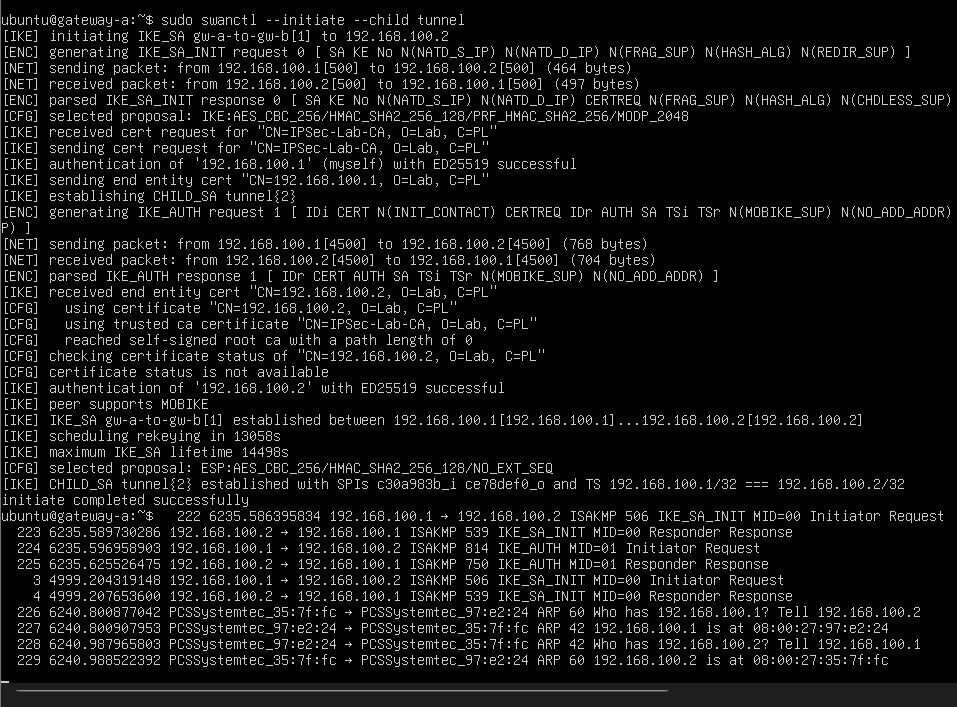 ubuntu@gateway-a:~$ sudo swanctl --initiate --child tunnel
[IKE] initiating IKE_SA gw-a-to-gw-b[1] to 192.168.100.2
[ENC] generating IKE_SA_INIT request 0 [ SA KE No N(NATD_S_IP) N(NATD_D_IP) N(FRAG_SUP) N(HASH_ALG) N(REDIR_SUP) ]
[NET] sending packet: from 192.168.100.1[500] to 192.168.100.2[500] (464 bytes)
[NET] received packet: from 192.168.100.2[500] to 192.168.100.1[500] (497 bytes)
[ENC] parsed IKE_SA_INIT response 0 [ SA KE No N(NATD_S_IP) N(NATD_D_IP) CERTREQ N(FRAG_SUP) N(HASH_ALG) N(CHDLESS_SUP)
[CFG] selected proposal: IKE:AES_CBC_256/HMAC_SHA2_256_128/PRF_HMAC_SHA2_256/MODP_2048
[IKE] received cert request for "CN=IPSec-Lab-CA, O=Lab, C=PL"
[IKE] sending cert request for "CN=IPSec-Lab-CA, O=Lab, C=PL"
[IKE] authentication of '192.168.100.1' (myself) with ED25519 successful
[IKE] sending end entity cert "CN=192.168.100.1, O=Lab, C=PL"
[IKE] establishing CHILD_SA tunnel{2}
[ENC] generating IKE_AUTH request 1 [ IDi CERT N(INIT_CONTACT) CERTREQ IDr AUTH SA TSi TSr N(MOBIKE_SUP) N(NO_ADD_ADDR)
P) ]
[NET] sending packet: from 192.168.100.1[4500] to 192.168.100.2[4500] (768 bytes)
[NET] received packet: from 192.168.100.2[4500] to 192.168.100.1[4500] (704 bytes)
[ENC] parsed IKE_AUTH response 1 [ IDr CERT AUTH SA TSi TSr N(MOBIKE_SUP) N(NO_ADD_ADDR) ]
[IKE] received end entity cert "CN=192.168.100.2, O=Lab, C=PL"
[CFG]   using certificate "CN=192.168.100.2, O=Lab, C=PL"
[CFG]   using trusted ca certificate "CN=IPSec-Lab-CA, O=Lab, C=PL"
[CFG]   reached self-signed root ca with a path length of 0
[CFG] checking certificate status of "CN=192.168.100.2, O=Lab, C=PL"
[CFG] certificate status is not available
[IKE] authentication of '192.168.100.2' with ED25519 successful
[IKE] peer supports MOBIKE
[IKE] IKE_SA gw-a-to-gw-b[1] established between 192.168.100.1[192.168.100.1]...192.168.100.2[192.168.100.2]
[IKE] scheduling rekeying in 13058s
[IKE] maximum IKE_SA lifetime 14498s
[CFG] selected proposal: ESP:AES_CBC_256/HMAC_SHA2_256_128/NO_EXT_SEQ
[IKE] CHILD_SA tunnel{2} established with SPIs c30a983b_i ce78def0_o and TS 192.168.100.1/32 === 192.168.100.2/32
initiate completed successfully
ubuntu@gateway-a:~$   222 6235.586395834 192.168.100.1 → 192.168.100.2 ISAKMP 506 IKE_SA_INIT MID=00 Initiator Request
  223 6235.589730286 192.168.100.2 → 192.168.100.1 ISAKMP 539 IKE_SA_INIT MID=00 Responder Response
  224 6235.596958903 192.168.100.1 → 192.168.100.2 ISAKMP 814 IKE_AUTH MID=01 Initiator Request
  225 6235.625526475 192.168.100.2 → 192.168.100.1 ISAKMP 750 IKE_AUTH MID=01 Responder Response
    3 4999.204319148 192.168.100.1 → 192.168.100.2 ISAKMP 506 IKE_SA_INIT MID=00 Initiator Request
    4 4999.207653600 192.168.100.2 → 192.168.100.1 ISAKMP 539 IKE_SA_INIT MID=00 Responder Response
  226 6240.800877042 PCSSystemtec_35:7f:fc → PCSSystemtec_97:e2:24 ARP 60 Who has 192.168.100.1? Tell 192.168.100.2
  227 6240.800907953 PCSSystemtec_97:e2:24 → PCSSystemtec_35:7f:fc ARP 42 192.168.100.1 is at 08:00:27:97:e2:24
  228 6240.987965803 PCSSystemtec_97:e2:24 → PCSSystemtec_35:7f:fc ARP 42 Who has 192.168.100.2? Tell 192.168.100.1
  229 6240.988522392 PCSSystemtec_35:7f:fc → PCSSystemtec_97:e2:24 ARP 60 192.168.100.2 is at 08:00:27:35:7f:fc